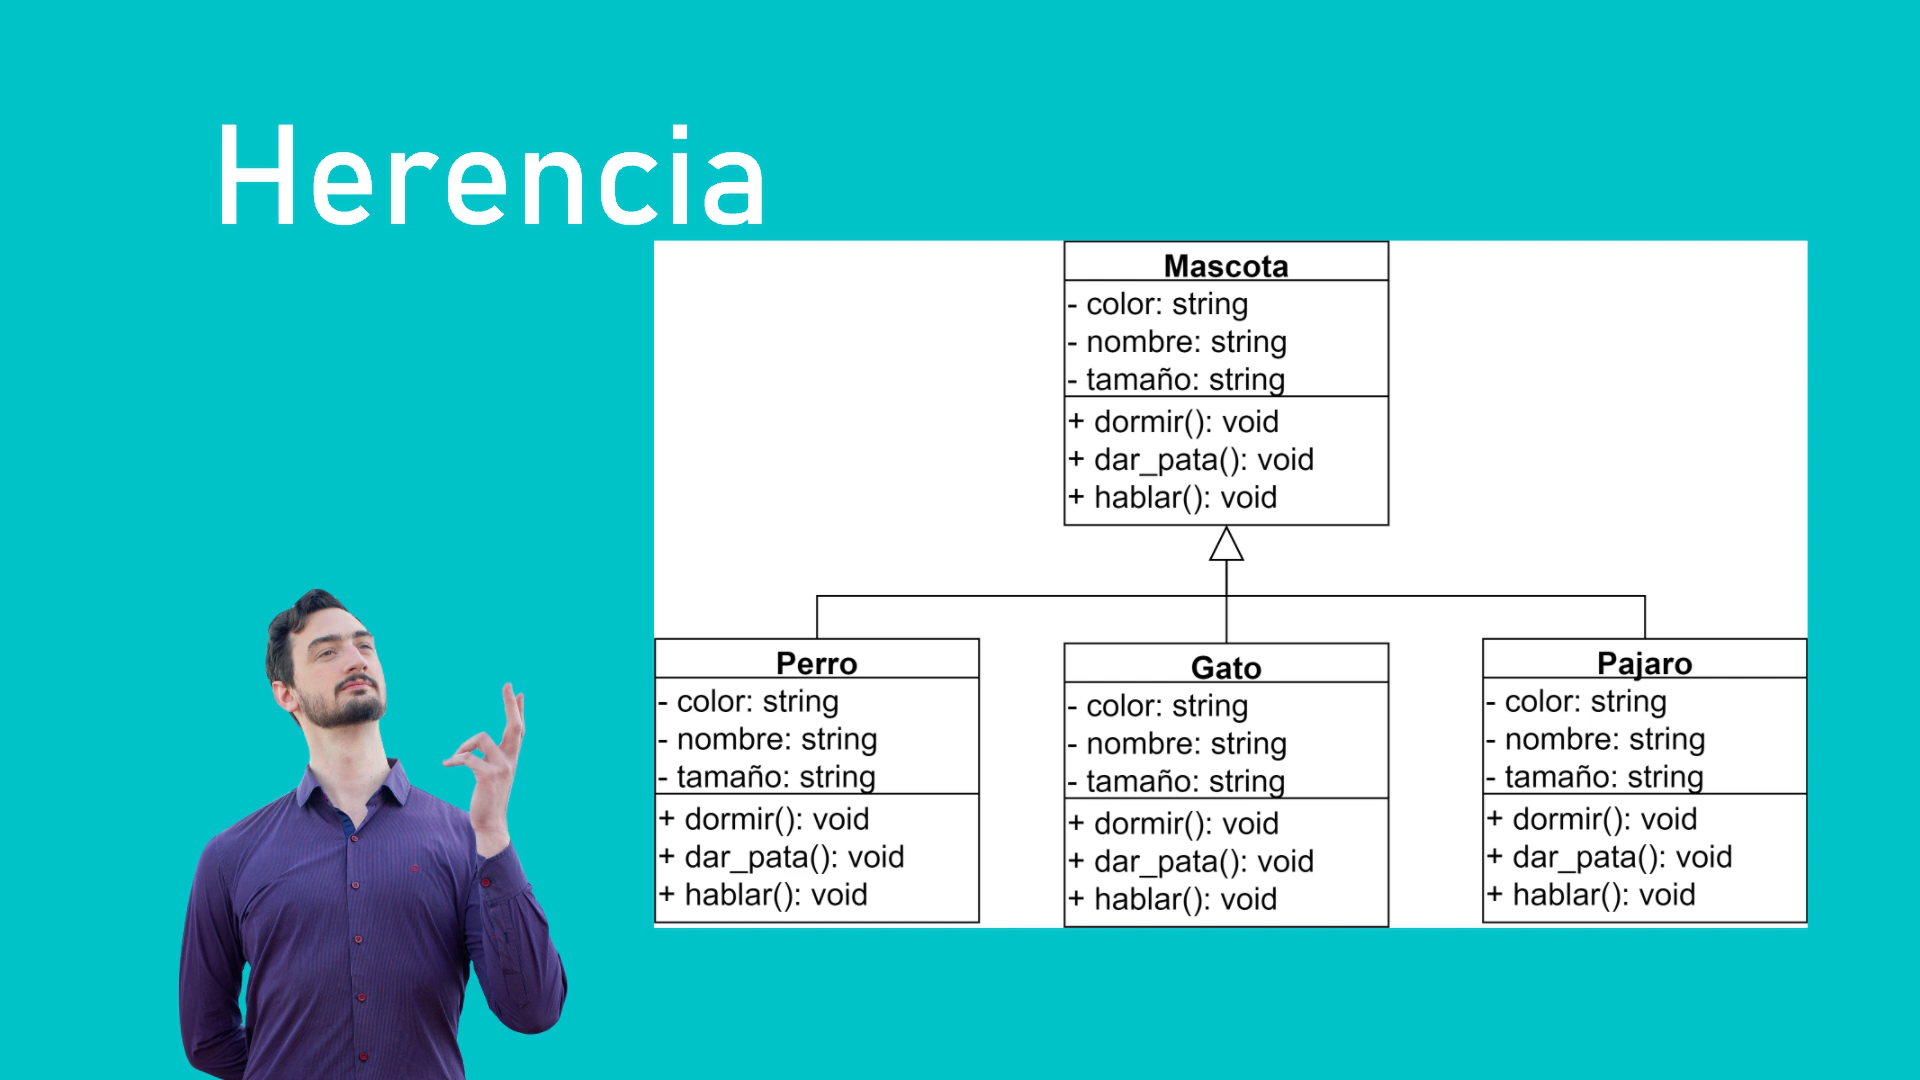 Herencia
Mascota
- color: string
- nombre: string
- tamaño: string
+ dormir(): void
+ dar_pata(): void
+ hablar(): void
Perro
- color: string
- nombre: string
- tamaño: string
+ dormir(): void
+ dar_pata(): void
+ hablar(): void
Gato
- color: string
- nombre: string
- tamaño: string
+ dormir(): void
+ dar_pata(): void
+ hablar(): void
Pajaro
- color: string
- nombre: string
- tamaño: string
+ dormir(): void
+ dar_pata(): void
+ hablar(): void